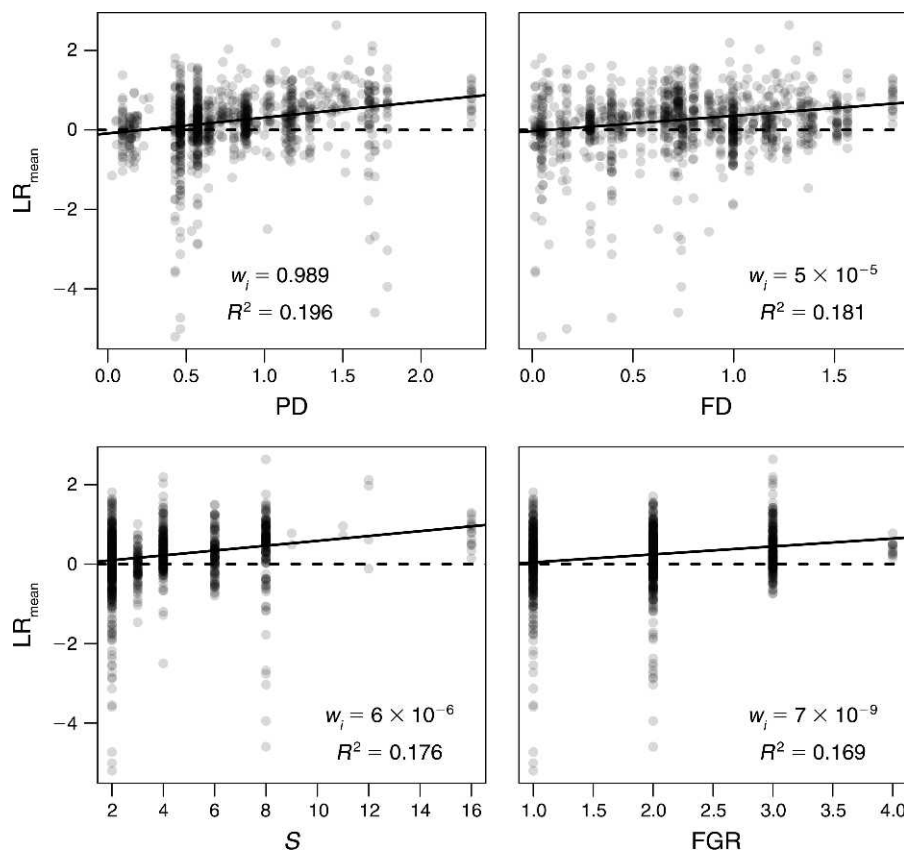 2
0
−2
−4
LR_mean
w_i = 0.989
R² = 0.196
0.0 0.5 1.0 1.5 2.0
PD
w_i = 5 × 10⁻⁵
R² = 0.181
0.0 0.5 1.0 1.5
FD
2
0
−2
−4
LR_mean
w_i = 6 × 10⁻⁶
R² = 0.176
2 4 6 8 10 12 14 16
S
w_i = 7 × 10⁻⁹
R² = 0.169
1.0 1.5 2.0 2.5 3.0 3.5 4.0
FGR